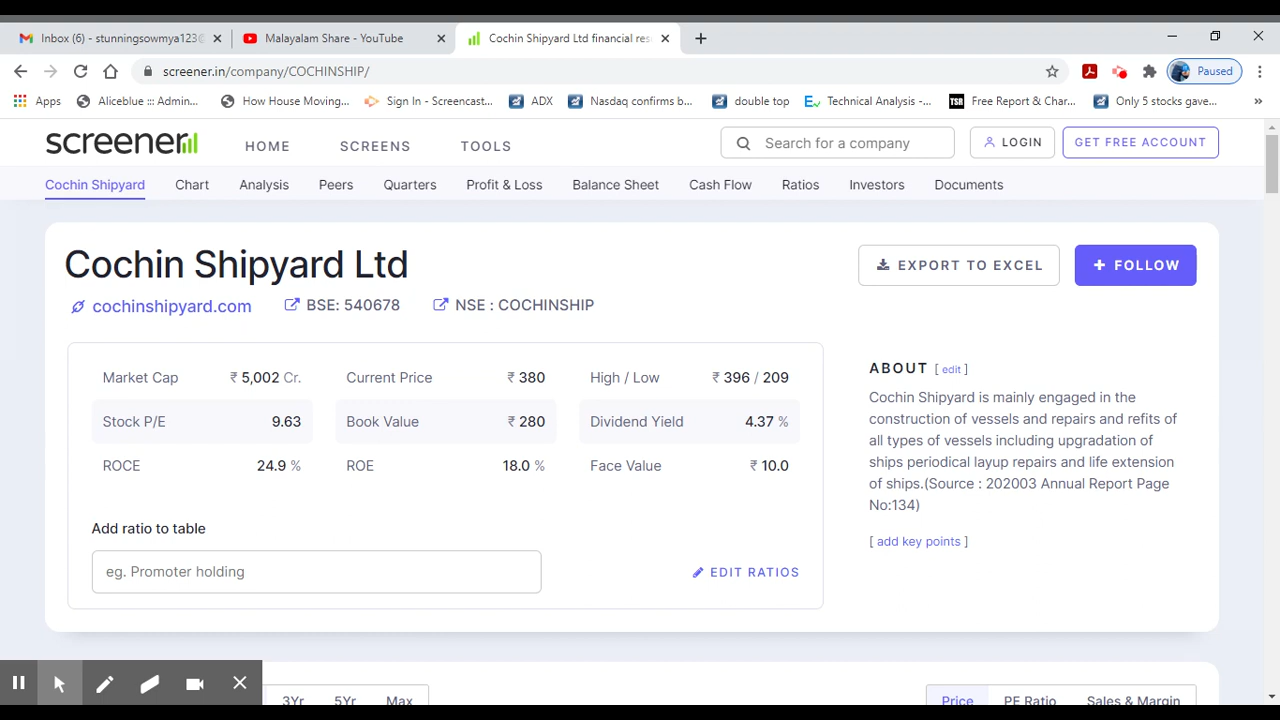 Inbox (6) - stunningsowmya123@
Malayalam Share - YouTube
Cochin Shipyard Ltd financial res
screener.in/company/COCHINSHIP/
Paused
Apps
Aliceblue ::: Admin...
How House Moving...
Sign In - Screencast...
ADX
Nasdaq confirms b...
double top
Technical Analysis -...
TSR
Free Report & Char...
Only 5 stocks gave...
screener
HOME
SCREENS
TOOLS
Search for a company
LOGIN
GET FREE ACCOUNT
Cochin Shipyard
Chart
Analysis
Peers
Quarters
Profit & Loss
Balance Sheet
Cash Flow
Ratios
Investors
Documents
Cochin Shipyard Ltd
EXPORT TO EXCEL
+ FOLLOW
cochinshipyard.com
BSE: 540678
NSE : COCHINSHIP
Market Cap ₹ 5,002 Cr.
Current Price ₹ 380
High / Low ₹ 396 / 209
Stock P/E 9.63
Book Value ₹ 280
Dividend Yield 4.37 %
ROCE 24.9 %
ROE 18.0 %
Face Value ₹ 10.0
Add ratio to table
eg. Promoter holding
EDIT RATIOS
ABOUT [ edit ]
Cochin Shipyard is mainly engaged in the
construction of vessels and repairs and refits of
all types of vessels including upgradation of
ships periodical layup repairs and life extension
of ships.(Source : 202003 Annual Report Page
No:134)
[ add key points ]
3Yr
5Yr
Max
Price
PE Ratio
Sales & Margin